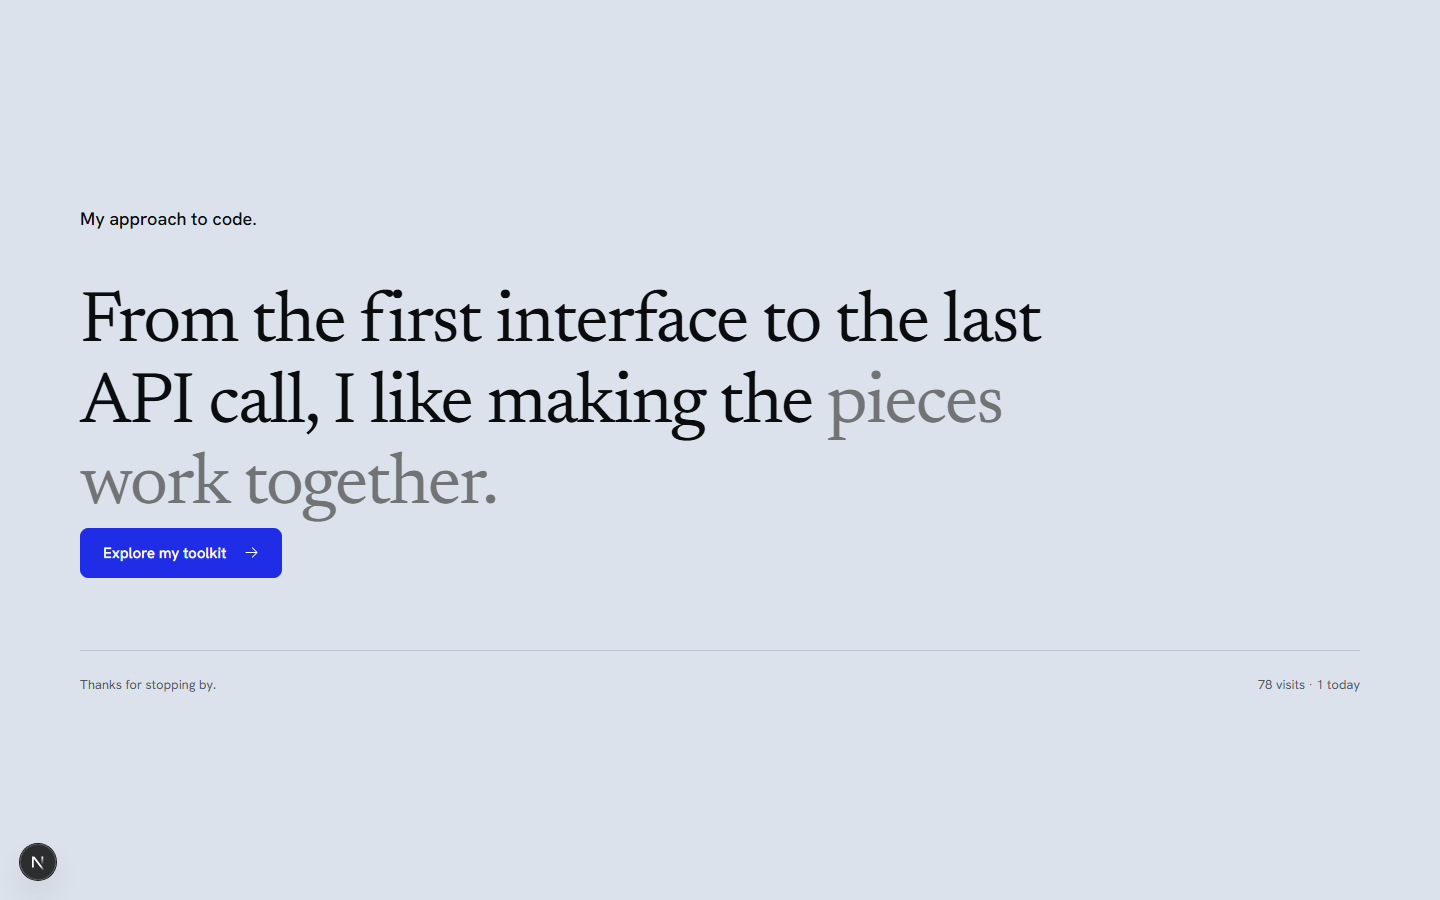 My approach to code.
From the first interface to the last
API call, I like making the pieces
work together.
Explore my toolkit →
Thanks for stopping by.
78 visits · 1 today
N